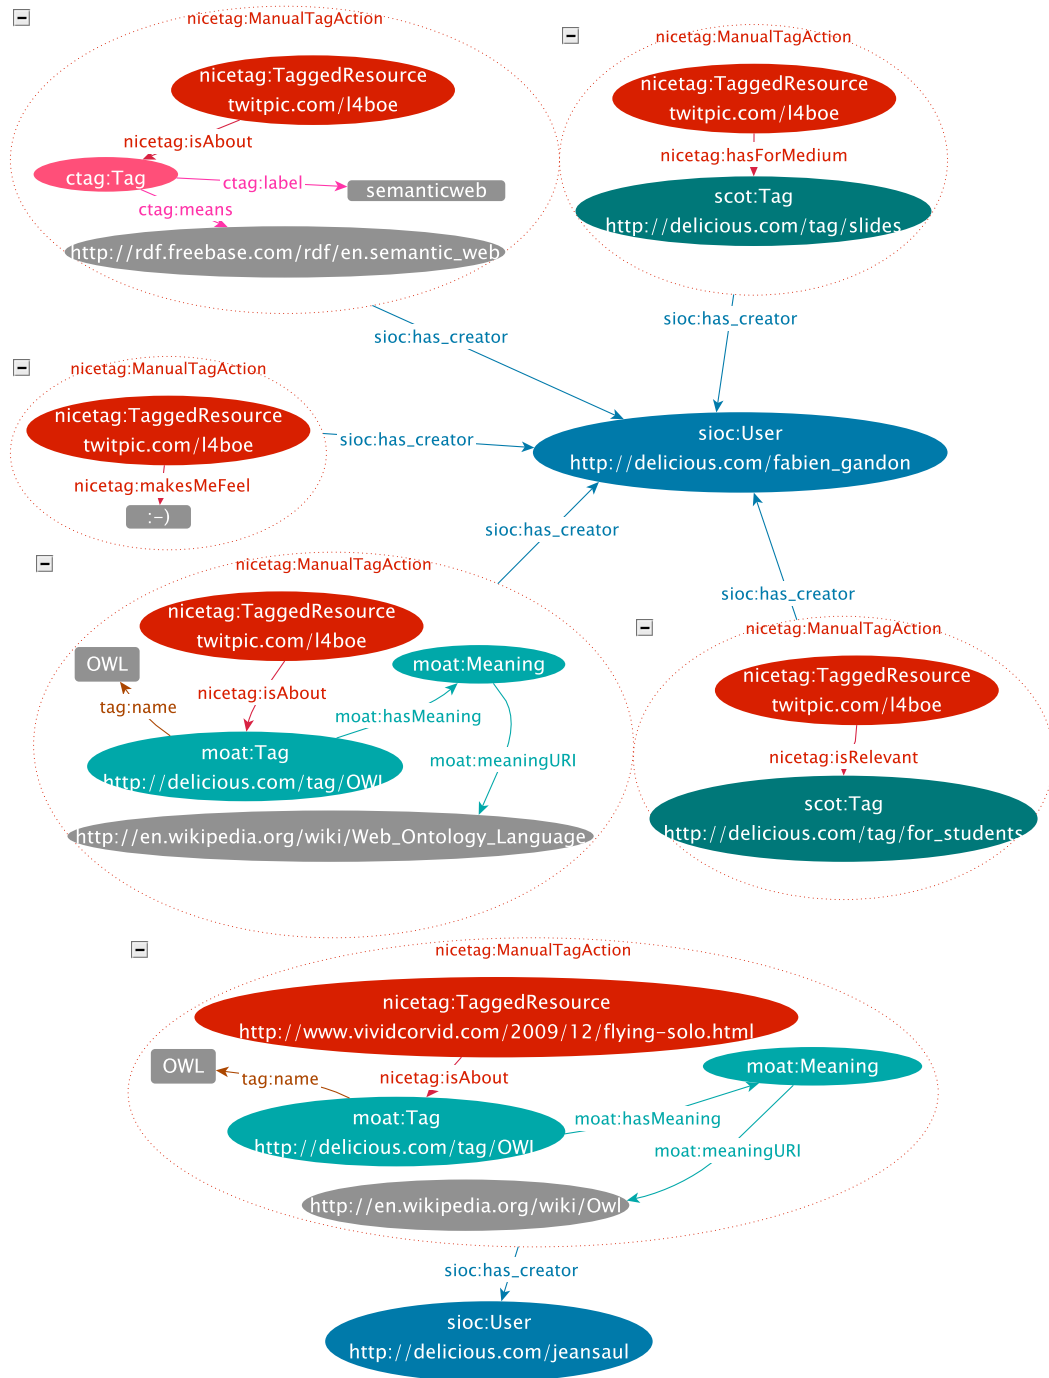 nicetag:ManualTagAction
nicetag:TaggedResource
twitpic.com/l4boe
nicetag:isAbout
ctag:Tag
ctag:label
semanticweb
ctag:means
http://rdf.freebase.com/rdf/en.semantic_web
sioc:has_creator
nicetag:ManualTagAction
nicetag:TaggedResource
twitpic.com/l4boe
nicetag:hasForMedium
scot:Tag
http://delicious.com/tag/slides
sioc:has_creator
nicetag:ManualTagAction
nicetag:TaggedResource
twitpic.com/l4boe
nicetag:makesMeFeel
:-)
sioc:has_creator
sioc:User
http://delicious.com/fabien_gandon
sioc:has_creator
nicetag:ManualTagAction
nicetag:TaggedResource
twitpic.com/l4boe
OWL
moat:Meaning
nicetag:isAbout
tag:name
moat:hasMeaning
moat:Tag
http://delicious.com/tag/OWL
moat:meaningURI
http://en.wikipedia.org/wiki/Web_Ontology_Language
sioc:has_creator
nicetag:ManualTagAction
nicetag:TaggedResource
twitpic.com/l4boe
nicetag:isRelevant
scot:Tag
http://delicious.com/tag/for_students
nicetag:ManualTagAction
nicetag:TaggedResource
http://www.vividcorvid.com/2009/12/flying-solo.html
OWL
tag:name
nicetag:isAbout
moat:Meaning
moat:Tag
http://delicious.com/tag/OWL
moat:hasMeaning
moat:meaningURI
http://en.wikipedia.org/wiki/Owl
sioc:has_creator
sioc:User
http://delicious.com/jeansaul